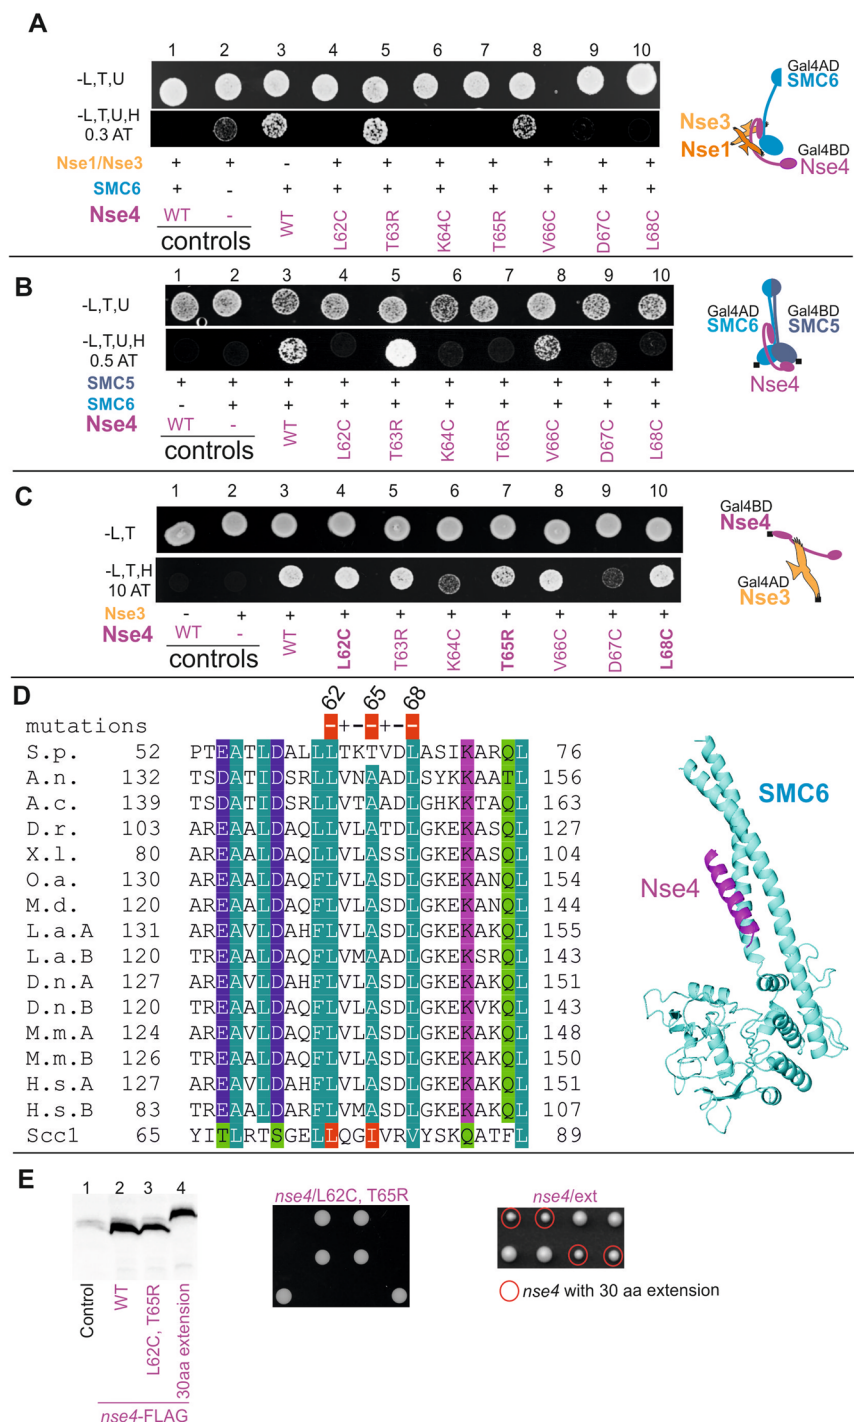 A
1 2 3 4 5 6 7 8 9 10
-L,T,U
-L,T,U,H
0.3 AT
Nse1/Nse3 + + - + + + + + + +
SMC6 + - + + + + + + + +
Nse4 WT - WT L62C T63R K64C T65R V66C D67C L68C
controls
Gal4AD
SMC6
Nse3
Nse1
Gal4BD
Nse4
B
1 2 3 4 5 6 7 8 9 10
-L,T,U
-L,T,U,H
0.5 AT
SMC5 + + + + + + + + + +
SMC6 - + + + + + + + + +
Nse4 WT - WT L62C T63R K64C T65R V66C D67C L68C
controls
Gal4AD Gal4BD
SMC6 SMC5
Nse4
C
1 2 3 4 5 6 7 8 9 10
-L,T
-L,T,H
10 AT
Nse3 - + + + + + + + + +
Nse4 WT - WT L62C T63R K64C T65R V66C D67C L68C
controls
Gal4BD
Nse4
Gal4AD
Nse3
D
62 65 68
mutations -+--+--
S.p. 52 PTEATLDALLLTKTVDLASIKARQL 76
A.n. 132 TSDATIDSRLLVNAADLSYKKAATL 156
A.c. 139 TSDATIDSRLLVTAADLGHKKTAQL 163
D.r. 103 AREAALDAQLLVLATDLGKEKASQL 127
X.l. 80 AREAALDAQLLVLASSLGKEKASQL 104
O.a. 130 AREAALDAQFLVLASDLGKEKANQL 154
M.d. 120 AREAALDAQFLVLASDLGKEKANQL 144
L.a.A 131 AREAVLDAHFLVLASDLGKEKAKQL 155
L.a.B 120 TREAALDAQFLVMAADLGKEKSRQL 143
D.n.A 127 AREAVLDAHFLVLASDLGKEKAKQL 151
D.n.B 120 TREAALDAQFLVLASDLGKEKVKQL 143
M.m.A 124 AREAVLDAQFLVLASDLGKEKAKQL 148
M.m.B 126 TREAALDAQFLVLASDLGKEKAKQL 150
H.s.A 127 AREAVLDAHFLVLASDLGKEKAKQL 151
H.s.B 83 TREAALDARFLVMASDLGKEKAKQL 107
Scc1 65 YITLRTSGELLQGIVRVYSKQATFL 89
SMC6
Nse4
E
1 2 3 4
Control
WT
L62C, T65R
30aa extension
nse4-FLAG
nse4/L62C, T65R
nse4/ext
nse4 with 30 aa extension